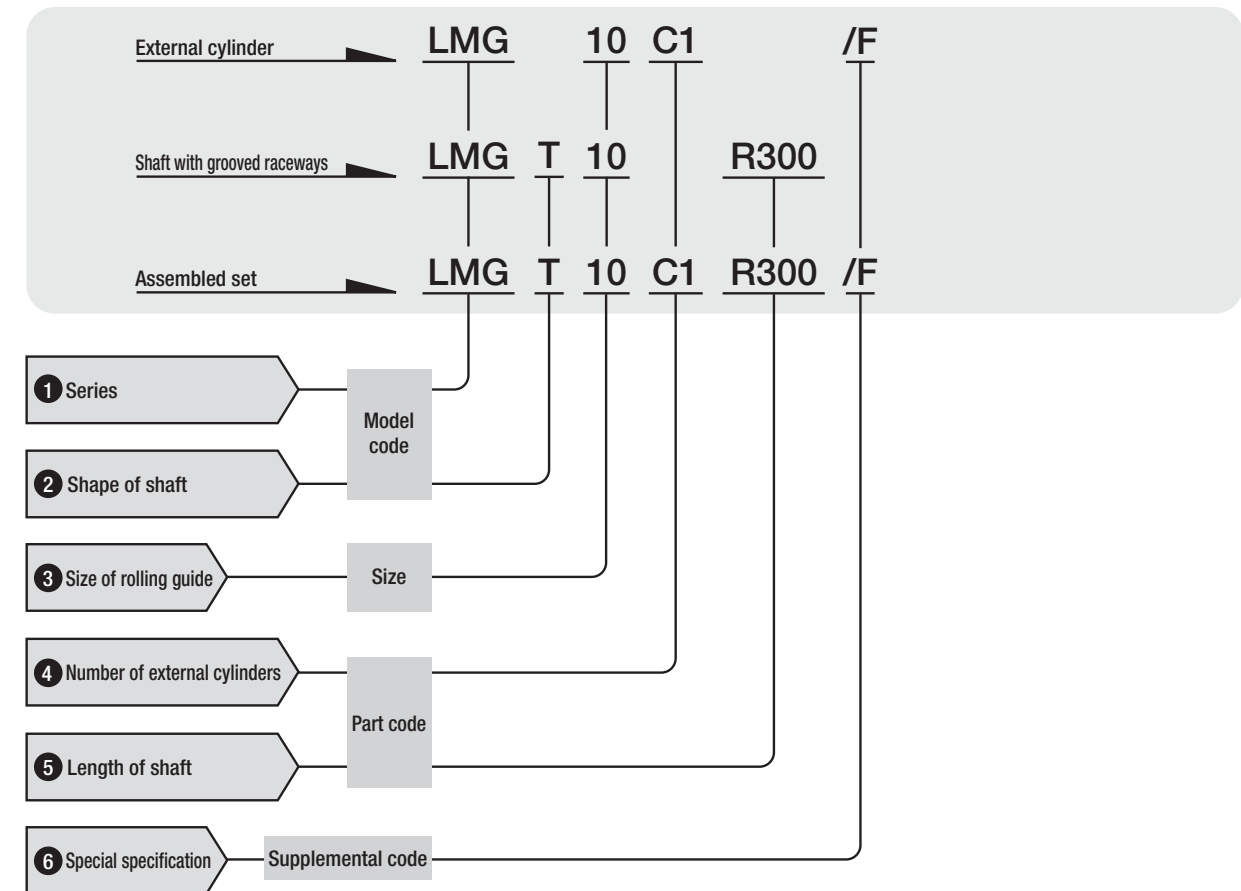 External cylinder LMG 10 C1 /F
Shaft with grooved raceways LMG T 10 R300
Assembled set LMG T 10 C1 R300 /F
1 Series
Model
code
2 Shape of shaft
3 Size of rolling guide Size
4 Number of external cylinders
Part code
5 Length of shaft
6 Special specification Supplemental code